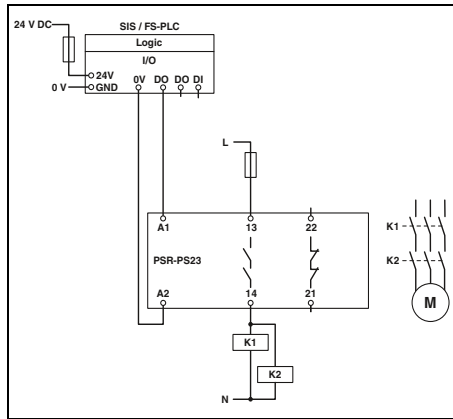 24 V DC
SIS / FS-PLC
Logic
I/O
24V
0 V
GND
0V DO DO DI
L
A1 13 22
K1
PSR-PS23
K2
A2 14 21
M
K1
K2
N